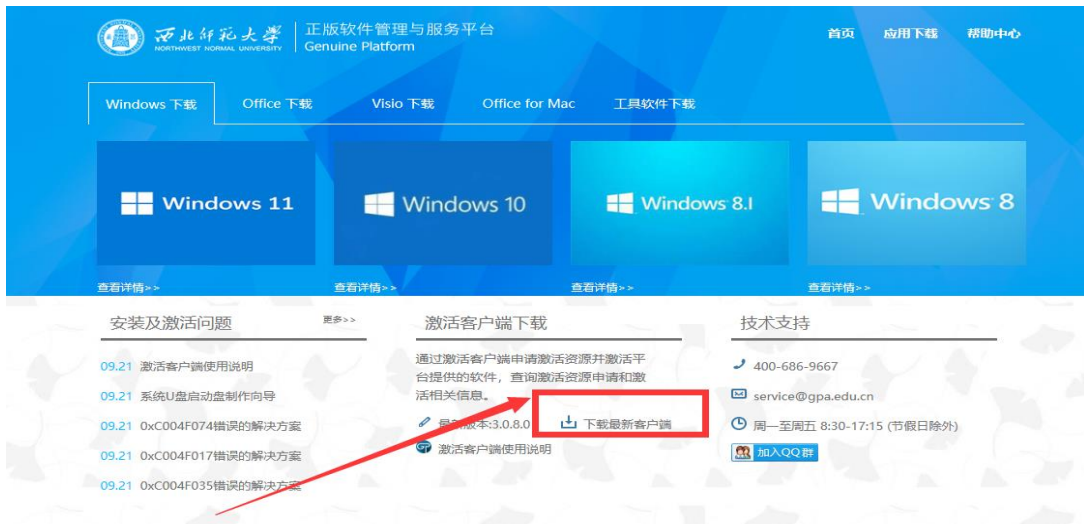 西北师范大学
NORTHWEST NORMAL UNIVERSITY
正版软件管理与服务平台
Genuine Platform
首页 应用下载 帮助中心
Windows 下载 Office 下载 Visio 下载 Office for Mac 工具软件下载
Windows 11
Windows 10
Windows 8.1
Windows 8
查看详情>> 查看详情>> 查看详情>> 查看详情>>
安装及激活问题 更多>>
09.21 激活客户端使用说明
09.21 系统U盘启动盘制作向导
09.21 0xC004F074错误的解决方案
09.21 0xC004F017错误的解决方案
09.21 0xC004F035错误的解决方案
激活客户端下载
通过激活客户端申请激活资源并激活平
台提供的软件，查询激活资源申请和激
活相关信息。
最新版本:3.0.8.0 下载最新客户端
激活客户端使用说明
技术支持
400-686-9667
service@gpa.edu.cn
周一至周五 8:30-17:15 (节假日除外)
加入QQ群